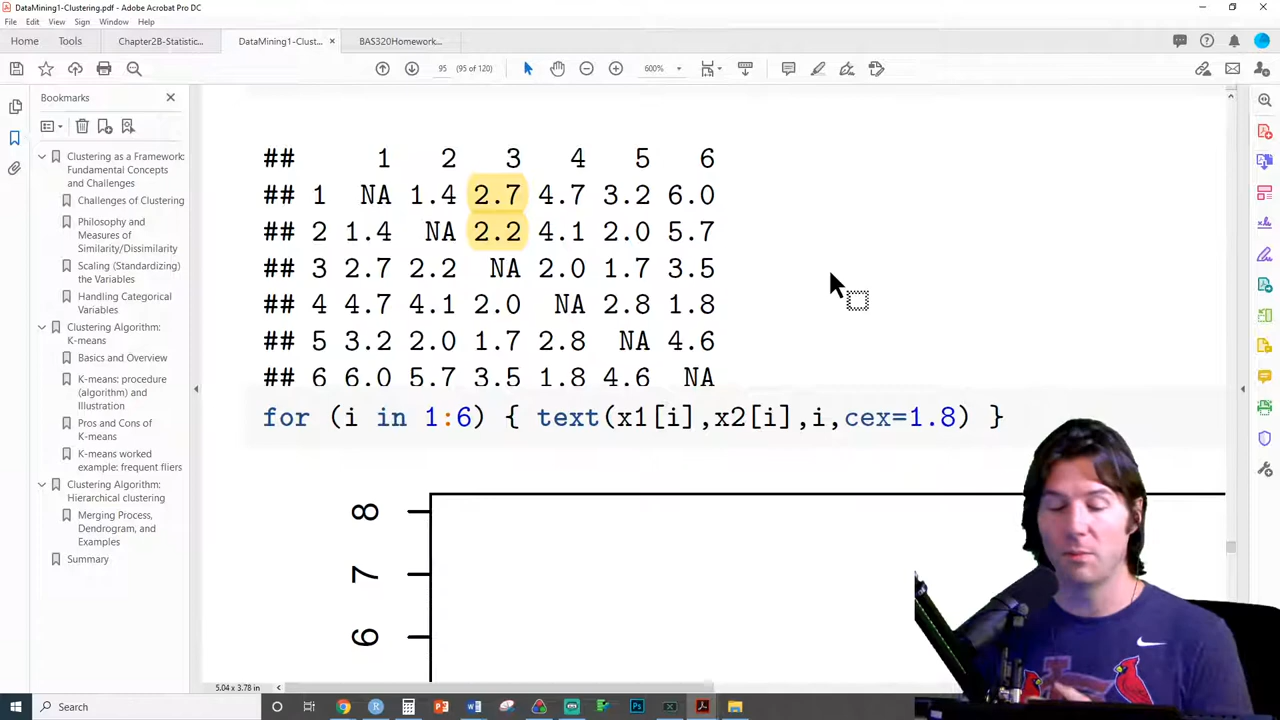 DataMining1-Clustering.pdf - Adobe Acrobat Pro DC
File Edit View Sign Window Help
Home Tools Chapter2B-Statistic... DataMining1-Clust... × BAS320Homework...
95 (95 of 120) 600%
Bookmarks
Clustering as a Framework:
Fundamental Concepts
and Challenges
Challenges of Clustering
Philosophy and
Measures of
Similarity/Dissimilarity
Scaling (Standardizing)
the Variables
Handling Categorical
Variables
Clustering Algorithm:
K-means
Basics and Overview
K-means: procedure
(algorithm) and
Illustration
Pros and Cons of
K-means
K-means worked
example: frequent fliers
Clustering Algorithm:
Hierarchical clustering
Merging Process,
Dendrogram, and
Examples
Summary
## 1 2 3 4 5 6
## 1 NA 1.4 2.7 4.7 3.2 6.0
## 2 1.4 NA 2.2 4.1 2.0 5.7
## 3 2.7 2.2 NA 2.0 1.7 3.5
## 4 4.7 4.1 2.0 NA 2.8 1.8
## 5 3.2 2.0 1.7 2.8 NA 4.6
## 6 6.0 5.7 3.5 1.8 4.6 NA
for (i in 1:6) { text(x1[i],x2[i],i,cex=1.8) }
8
7
6
5.04 x 3.78 in
Search